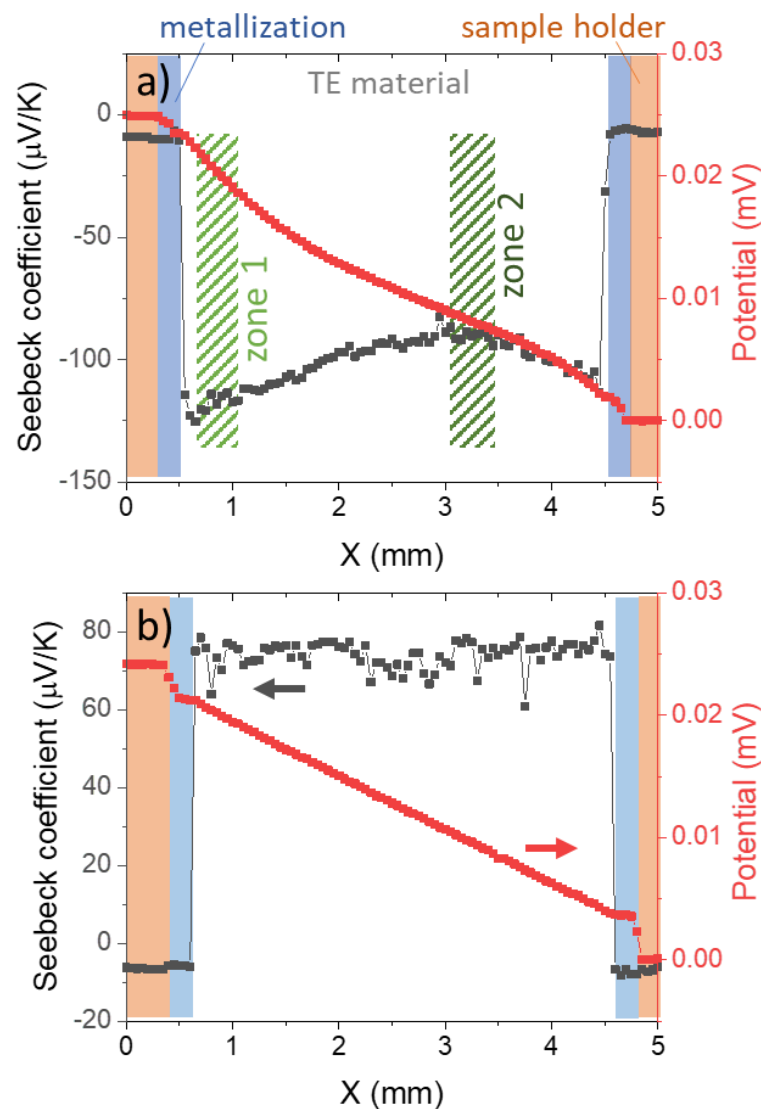 metallization
sample holder
a)
TE material
zone 1
zone 2
0
-50
-100
-150
Seebeck coefficient (μV/K)
0.03
0.02
0.01
0.00
Potential (mV)
0 1 2 3 4 5
X (mm)
b)
80
60
40
20
0
-20
Seebeck coefficient (μV/K)
0.03
0.02
0.01
0.00
Potential (mV)
0 1 2 3 4 5
X (mm)